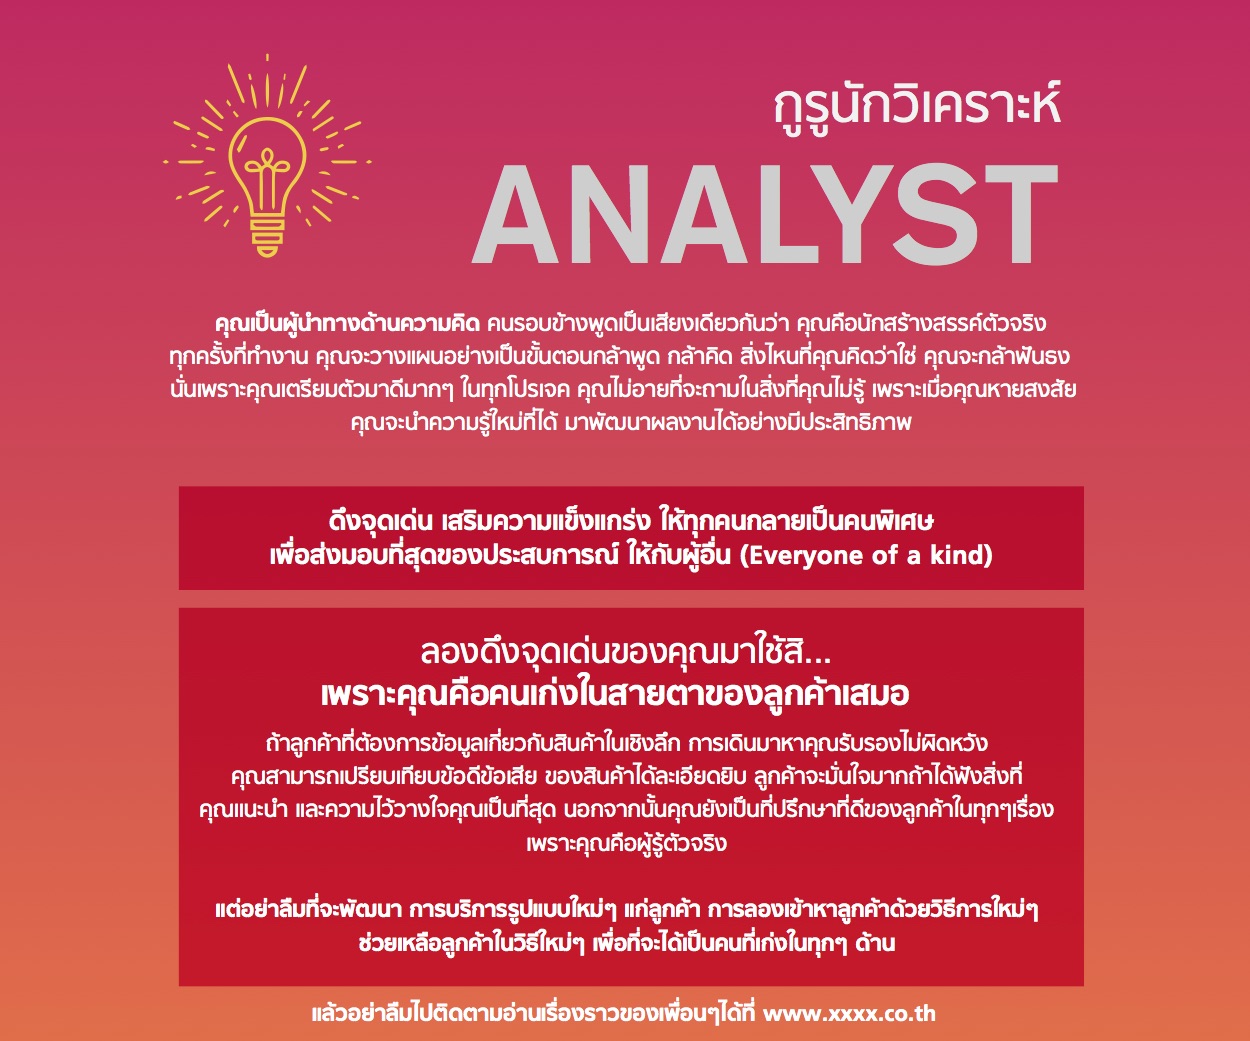 กูรูนักวิเคราะห์
ANALYST
คุณเป็นผู้นำทางด้านความคิด คนรอบข้างพูดเป็นเสียงเดียวกันว่า คุณคือนักสร้างสรรค์ตัวจริง
ทุกครั้งที่ทำงาน คุณจะวางแผนอย่างเป็นขั้นตอนกล้าพูด กล้าคิด สิ่งไหนที่คุณคิดว่าใช่ คุณจะกล้าฟันธง
นั่นเพราะคุณเตรียมตัวมาดีมากๆ ในทุกโปรเจค คุณไม่อายที่จะถามในสิ่งที่คุณไม่รู้ เพราะเมื่อคุณหายสงสัย
คุณจะนำความรู้ใหม่ที่ได้ มาพัฒนาผลงานได้อย่างมีประสิทธิภาพ
ดึงจุดเด่น เสริมความแข็งแกร่ง ให้ทุกคนกลายเป็นคนพิเศษ
เพื่อส่งมอบที่สุดของประสบการณ์ ให้กับผู้อื่น (Everyone of a kind)
ลองดึงจุดเด่นของคุณมาใช้สิ...
เพราะคุณคือคนเก่งในสายตาของลูกค้าเสมอ
ถ้าลูกค้าที่ต้องการข้อมูลเกี่ยวกับสินค้าในเชิงลึก การเดินมาหาคุณรับรองไม่ผิดหวัง
คุณสามารถเปรียบเทียบข้อดีข้อเสีย ของสินค้าได้ละเอียดยิบ ลูกค้าจะมั่นใจมากถ้าได้ฟังสิ่งที่
คุณแนะนำ และความไว้วางใจคุณเป็นที่สุด นอกจากนั้นคุณยังเป็นที่ปรึกษาที่ดีของลูกค้าในทุกๆเรื่อง
เพราะคุณคือผู้รู้ตัวจริง
แต่อย่าลืมที่จะพัฒนา การบริการรูปแบบใหม่ๆ แก่ลูกค้า การลองเข้าหาลูกค้าด้วยวิธีการใหม่ๆ
ช่วยเหลือลูกค้าในวิธีใหม่ๆ เพื่อที่จะได้เป็นคนที่เก่งในทุกๆ ด้าน
แล้วอย่าลืมไปติดตามอ่านเรื่องราวของเพื่อนๆได้ที่ www.xxxx.co.th